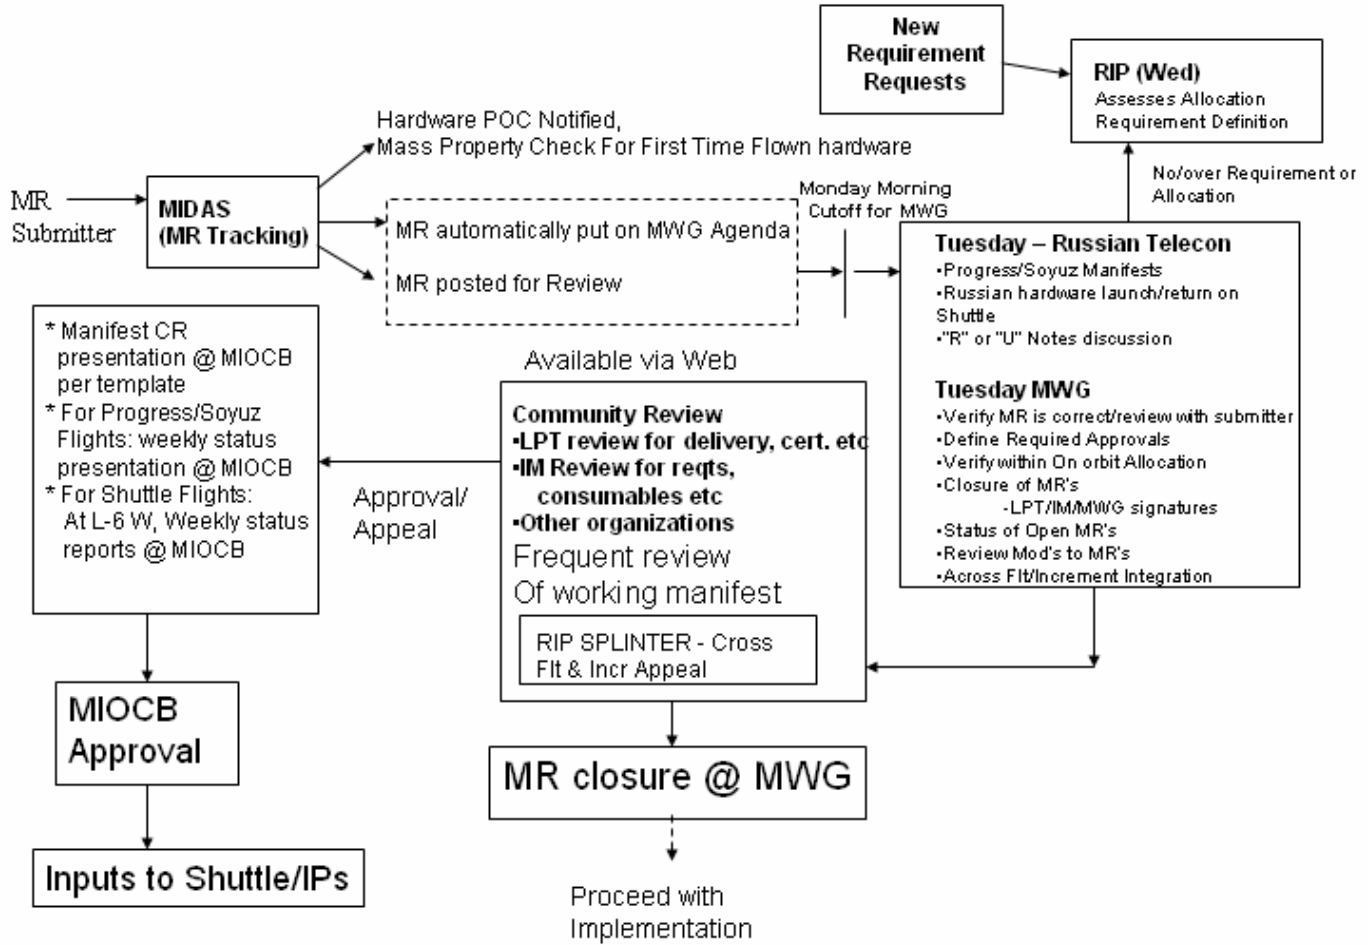 New
Requirement
Requests
RIP (Wed)
Assesses Allocation
Requirement Definition
Hardware POC Notified,
Mass Property Check For First Time Flown hardware
No/over Requirement or
Allocation
MR
Submitter
MIDAS
(MR Tracking)
MR automatically put on MWG Agenda
MR posted for Review
Monday Morning
Cutoff for MWG
Tuesday – Russian Telecon
•Progress/Soyuz Manifests
•Russian hardware launch/return on
Shuttle
•"R" or "U" Notes discussion
Tuesday MWG
•Verify MR is correct/review with submitter
•Define Required Approvals
•Verify within On orbit Allocation
•Closure of MR's
-LPT/IM/MWG signatures
•Status of Open MR's
•Review Mod's to MR's
•Across Flt/Increment Integration
* Manifest CR
presentation @ MIOCB
per template
* For Progress/Soyuz
Flights: weekly status
presentation @ MIOCB
* For Shuttle Flights:
At L-6 W, Weekly status
reports @ MIOCB
Available via Web
Community Review
•LPT review for delivery, cert. etc
•IM Review for reqts,
consumables etc
•Other organizations
Frequent review
Of working manifest
RIP SPLINTER - Cross
Flt & Incr Appeal
Approval/
Appeal
MIOCB
Approval
MR closure @ MWG
Inputs to Shuttle/IPs
Proceed with
Implementation